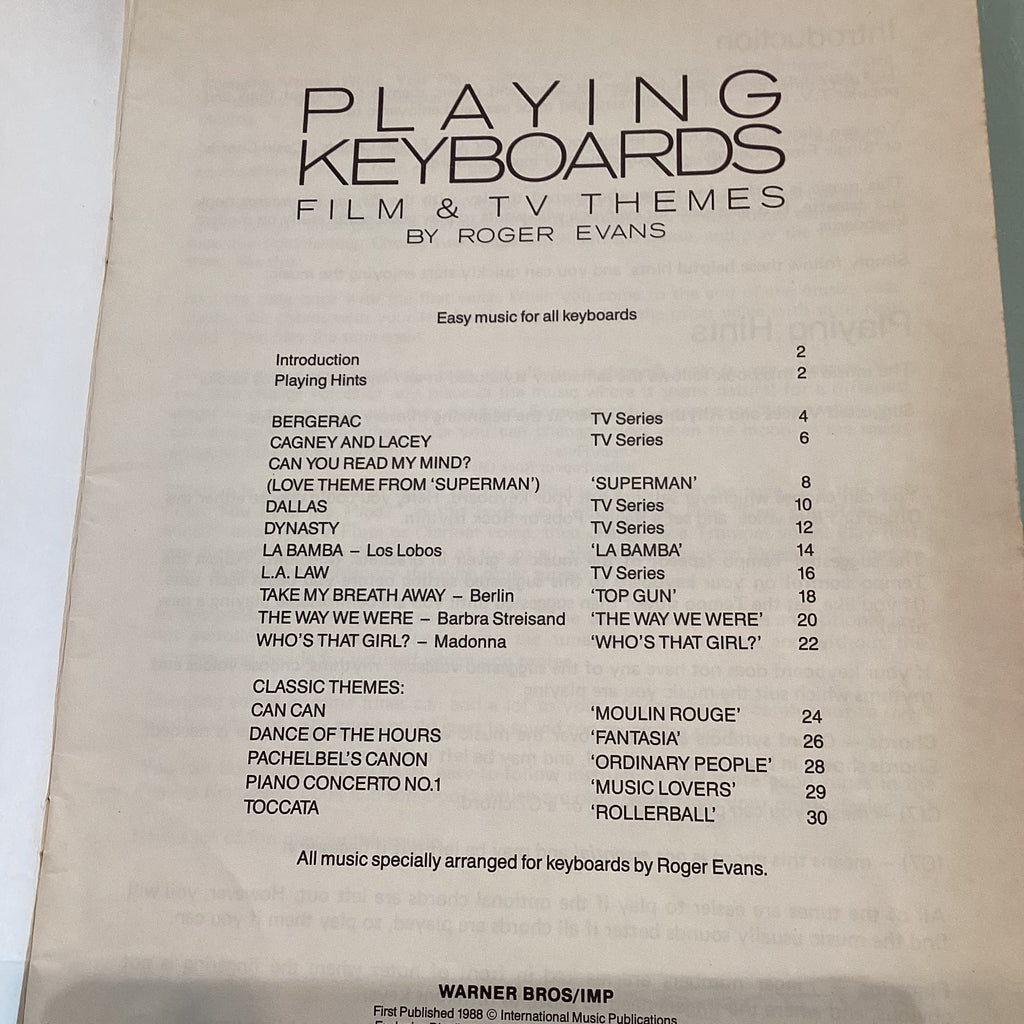 PLAYING
KEYBOARDS
FILM & TV THEMES
BY ROGER EVANS
Easy music for all keyboards
Introduction 2
Playing Hints 2
BERGERAC TV Series 4
CAGNEY AND LACEY TV Series 6
CAN YOU READ MY MIND?
(LOVE THEME FROM ‘SUPERMAN’) ‘SUPERMAN’ 8
DALLAS TV Series 10
DYNASTY TV Series 12
LA BAMBA – Los Lobos ‘LA BAMBA’ 14
L.A. LAW TV Series 16
TAKE MY BREATH AWAY – Berlin ‘TOP GUN’ 18
THE WAY WE WERE – Barbra Streisand ‘THE WAY WE WERE’ 20
WHO’S THAT GIRL? – Madonna ‘WHO’S THAT GIRL?’ 22
CLASSIC THEMES:
CAN CAN ‘MOULIN ROUGE’ 24
DANCE OF THE HOURS ‘FANTASIA’ 26
PACHELBEL’S CANON ‘ORDINARY PEOPLE’ 28
PIANO CONCERTO NO.1 ‘MUSIC LOVERS’ 29
TOCCATA ‘ROLLERBALL’ 30
All music specially arranged for keyboards by Roger Evans.
WARNER BROS/IMP
First Published 1988 © International Music Publications